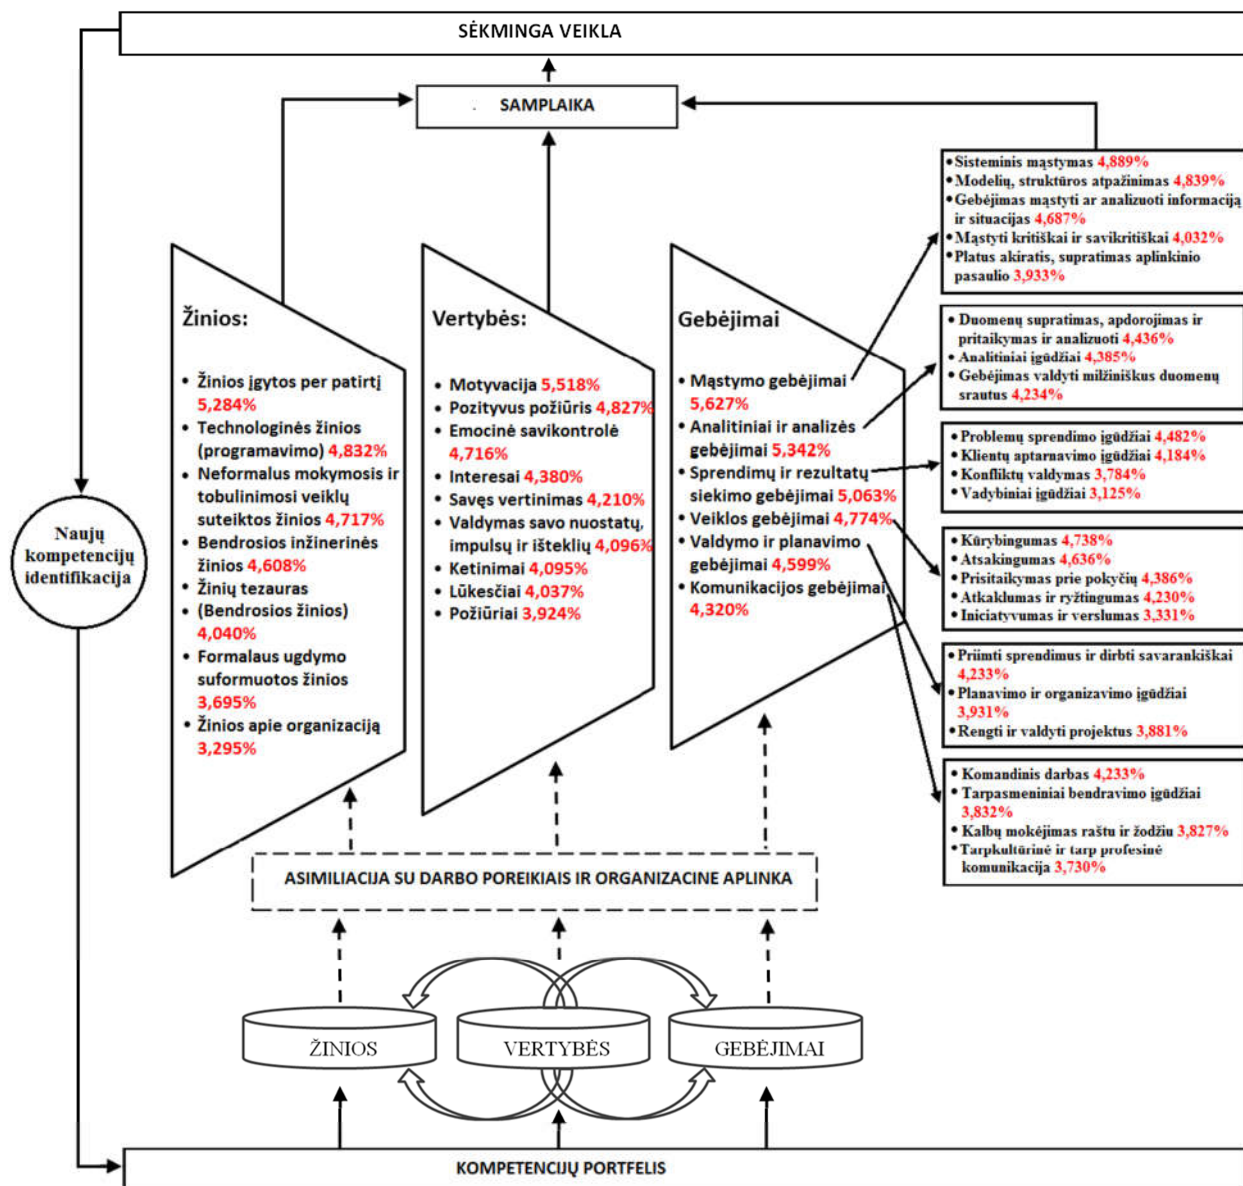 SĖKMINGA VEIKLA
SAMPLAIKA
Žinios:
• Žinios įgytos per patirtį
5,284%
• Technologinės žinios
(programavimo) 4,832%
• Neformalus mokymosis ir
tobulinimosi veiklų
suteiktos žinios 4,717%
• Bendrosios inžinerinės
žinios 4,608%
• Žinių tezauras
• (Bendrosios žinios)
4,040%
• Formalaus ugdymo
suformuotos žinios
3,695%
• Žinios apie organizaciją
3,295%
Vertybės:
• Motyvacija 5,518%
• Pozityvus požiūris 4,827%
• Emocinė savikontrolė
4,716%
• Interesai 4,380%
• Savęs vertinimas 4,210%
• Valdymas savo nuostatų,
impulsų ir išteklių 4,096%
• Ketinimai 4,095%
• Lūkesčiai 4,037%
• Požiūriai 3,924%
Gebėjimai
• Mąstymo gebėjimai
5,627%
• Analitiniai ir analizės
gebėjimai 5,342%
• Sprendimų ir rezultatų
siekimo gebėjimai 5,063%
• Veiklos gebėjimai 4,774%
• Valdymo ir planavimo
gebėjimai 4,599%
• Komunikacijos gebėjimai
4,320%
• Sisteminis mąstymas 4,889%
• Modelių, struktūros atpažinimas 4,839%
• Gebėjimas mąstyti ar analizuoti informaciją
ir situacijas 4,687%
• Mąstyti kritiškai ir savikritiškai 4,032%
• Platus akiratis, supratimas aplinkinio
pasaulio 3,933%
• Duomenų supratimas, apdorojimas ir
pritaikymas ir analizuoti 4,436%
• Analitiniai įgūdžiai 4,385%
• Gebėjimas valdyti milžiniškus duomenų
srautus 4,234%
• Problemų sprendimo įgūdžiai 4,482%
• Klientų aptarnavimo įgūdžiai 4,184%
• Konfliktų valdymas 3,784%
• Vadybiniai įgūdžiai 3,125%
• Kūrybingumas 4,738%
• Atsakingumas 4,636%
• Prisitaikymas prie pokyčių 4,386%
• Atkaklumas ir ryžtingumas 4,230%
• Iniciatyvumas ir verslumas 3,331%
• Priimti sprendimus ir dirbti savarankiškai
4,233%
• Planavimo ir organizavimo įgūdžiai
3,931%
• Rengti ir valdyti projektus 3,881%
• Komandinis darbas 4,233%
• Tarpasmeniniai bendravimo įgūdžiai
3,832%
• Kalbų mokėjimas raštu ir žodžiu 3,827%
• Tarpkultūrinė ir tarp profesinė
komunikacija 3,730%
Naujų
kompetencijų
identifikacija
ASIMILIACIJA SU DARBO POREIKIAIS IR ORGANIZACINE APLINKA
ŽINIOS
VERTYBĖS
GEBĖJIMAI
KOMPETENCIJŲ PORTFELIS